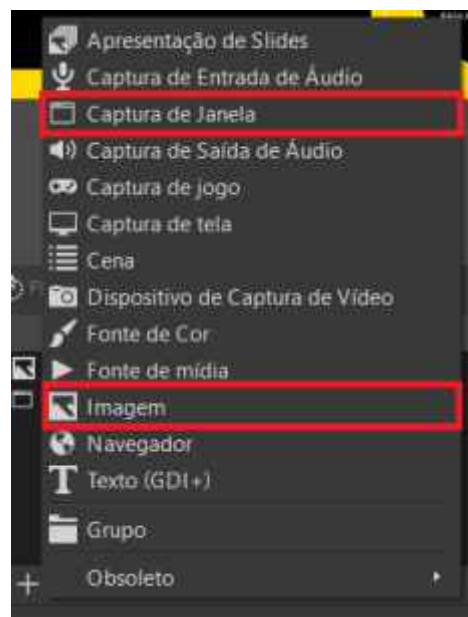 Apresentação de Slides
Captura de Entrada de Áudio
Captura de Janela
Captura de Saída de Áudio
Captura de jogo
Captura de tela
Cena
Dispositivo de Captura de Vídeo
Fonte de Cor
Fonte de mídia
Imagem
Navegador
Texto (GDI+)
Grupo
Obsoleto